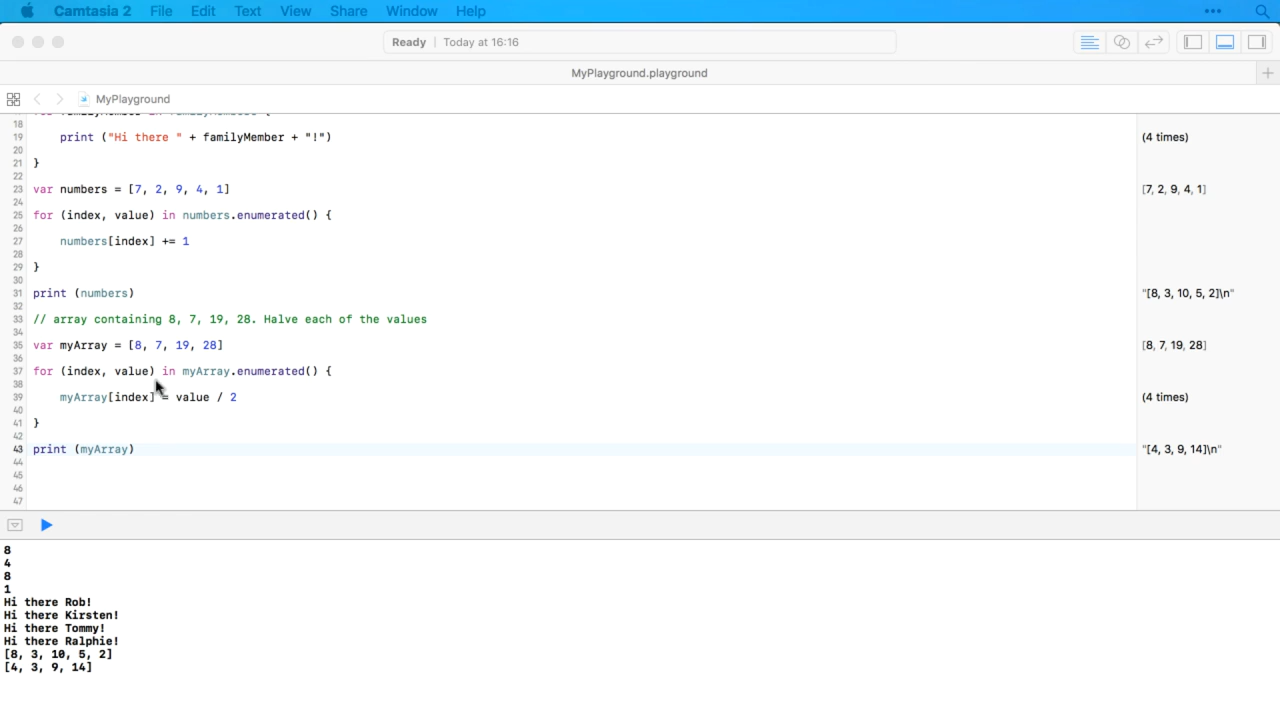 Camtasia 2 File Edit Text View Share Window Help
Ready | Today at 16:16
MyPlayground.playground
MyPlayground
for familyMember in familyMembers {
18
19 print ("Hi there " + familyMember + "!") (4 times)
20
21 }
22
23 var numbers = [7, 2, 9, 4, 1] [7, 2, 9, 4, 1]
24
25 for (index, value) in numbers.enumerated() {
26
27 numbers[index] += 1
28
29 }
30
31 print (numbers) "[8, 3, 10, 5, 2]\n"
32
33 // array containing 8, 7, 19, 28. Halve each of the values
34
35 var myArray = [8, 7, 19, 28] [8, 7, 19, 28]
36
37 for (index, value) in myArray.enumerated() {
38
39 myArray[index] = value / 2 (4 times)
40
41 }
42
43 print (myArray) "[4, 3, 9, 14]\n"
44
45
46
47
8
4
8
1
Hi there Rob!
Hi there Kirsten!
Hi there Tommy!
Hi there Ralphie!
[8, 3, 10, 5, 2]
[4, 3, 9, 14]